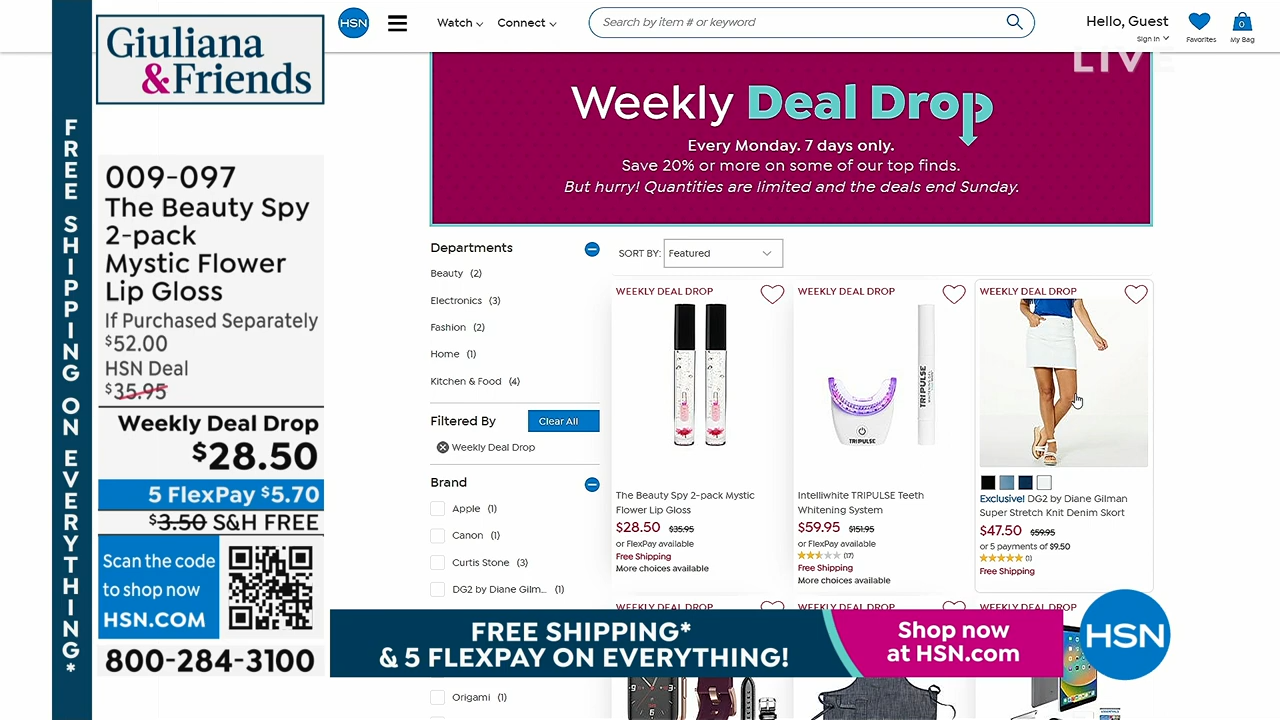 Giuliana
&Friends
FREE SHIPPING ON EVERYTHING*
009-097
The Beauty Spy
2-pack
Mystic Flower
Lip Gloss
If Purchased Separately
$52.00
HSN Deal
$35.95
Weekly Deal Drop
$28.50
5 FlexPay $5.70
$3.50 S&H FREE
Scan the code
to shop now
HSN.COM
800-284-3100
HSN
Watch
Connect
Search by item # or keyword
Hello, Guest
Sign In
Favorites
0
My Bag
LIVE
Weekly Deal Drop
Every Monday. 7 days only.
Save 20% or more on some of our top finds.
But hurry! Quantities are limited and the deals end Sunday.
Departments
Beauty (2)
Electronics (3)
Fashion (2)
Home (1)
Kitchen & Food (4)
Filtered By
Clear All
Weekly Deal Drop
Brand
Apple (1)
Canon (1)
Curtis Stone (3)
DG2 by Diane Gilm... (1)
Origami (1)
SORT BY: Featured
WEEKLY DEAL DROP
The Beauty Spy 2-pack Mystic
Flower Lip Gloss
$28.50 $35.95
or FlexPay available
Free Shipping
More choices available
WEEKLY DEAL DROP
TRIPULSE
TRIPULSE
Intelliwhite TRIPULSE Teeth
Whitening System
$59.95 $151.95
or FlexPay available
(17)
Free Shipping
More choices available
WEEKLY DEAL DROP
Exclusive! DG2 by Diane Gilman
Super Stretch Knit Denim Skort
$47.50 $59.95
or 5 payments of $9.50
(1)
Free Shipping
WEEKLY DEAL DROP
WEEKLY DEAL DROP
WEEKLY DEAL DROP
FREE SHIPPING*
& 5 FLEXPAY ON EVERYTHING!
Shop now
at HSN.com
HSN